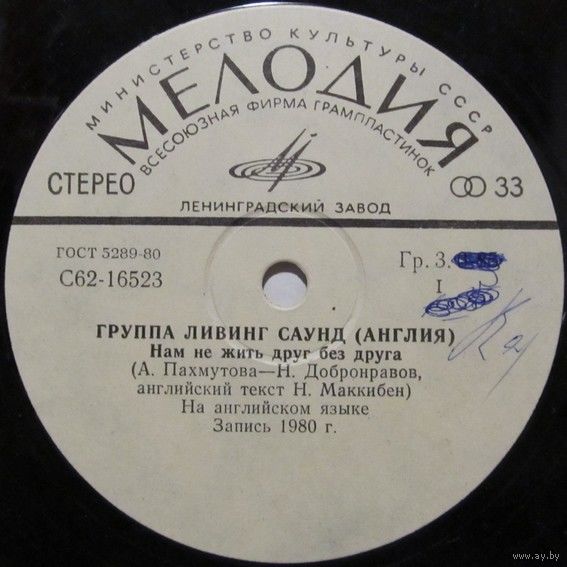 МИНИСТЕРСТВО КУЛЬТУРЫ СССР
МЕЛОДИЯ
ВСЕСОЮЗНАЯ ФИРМА ГРАМПЛАСТИНОК
СТЕРЕО
33
ЛЕНИНГРАДСКИЙ ЗАВОД
ГОСТ 5289-80
Гр. 3.
С62-16523
I
ГРУППА ЛИВИНГ САУНД (АНГЛИЯ)
Нам не жить друг без друга
(А. Пахмутова—Н. Добронравов,
английский текст Н. Маккибен)
На английском языке
Запись 1980 г.
www.ay.by